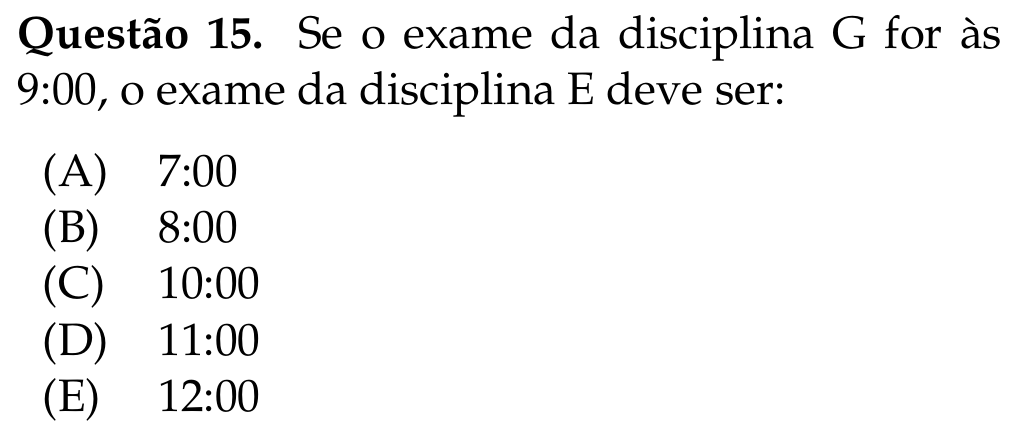 Questão 15. Se o exame da disciplina G for às
9:00, o exame da disciplina E deve ser:
(A) 7:00
(B) 8:00
(C) 10:00
(D) 11:00
(E) 12:00